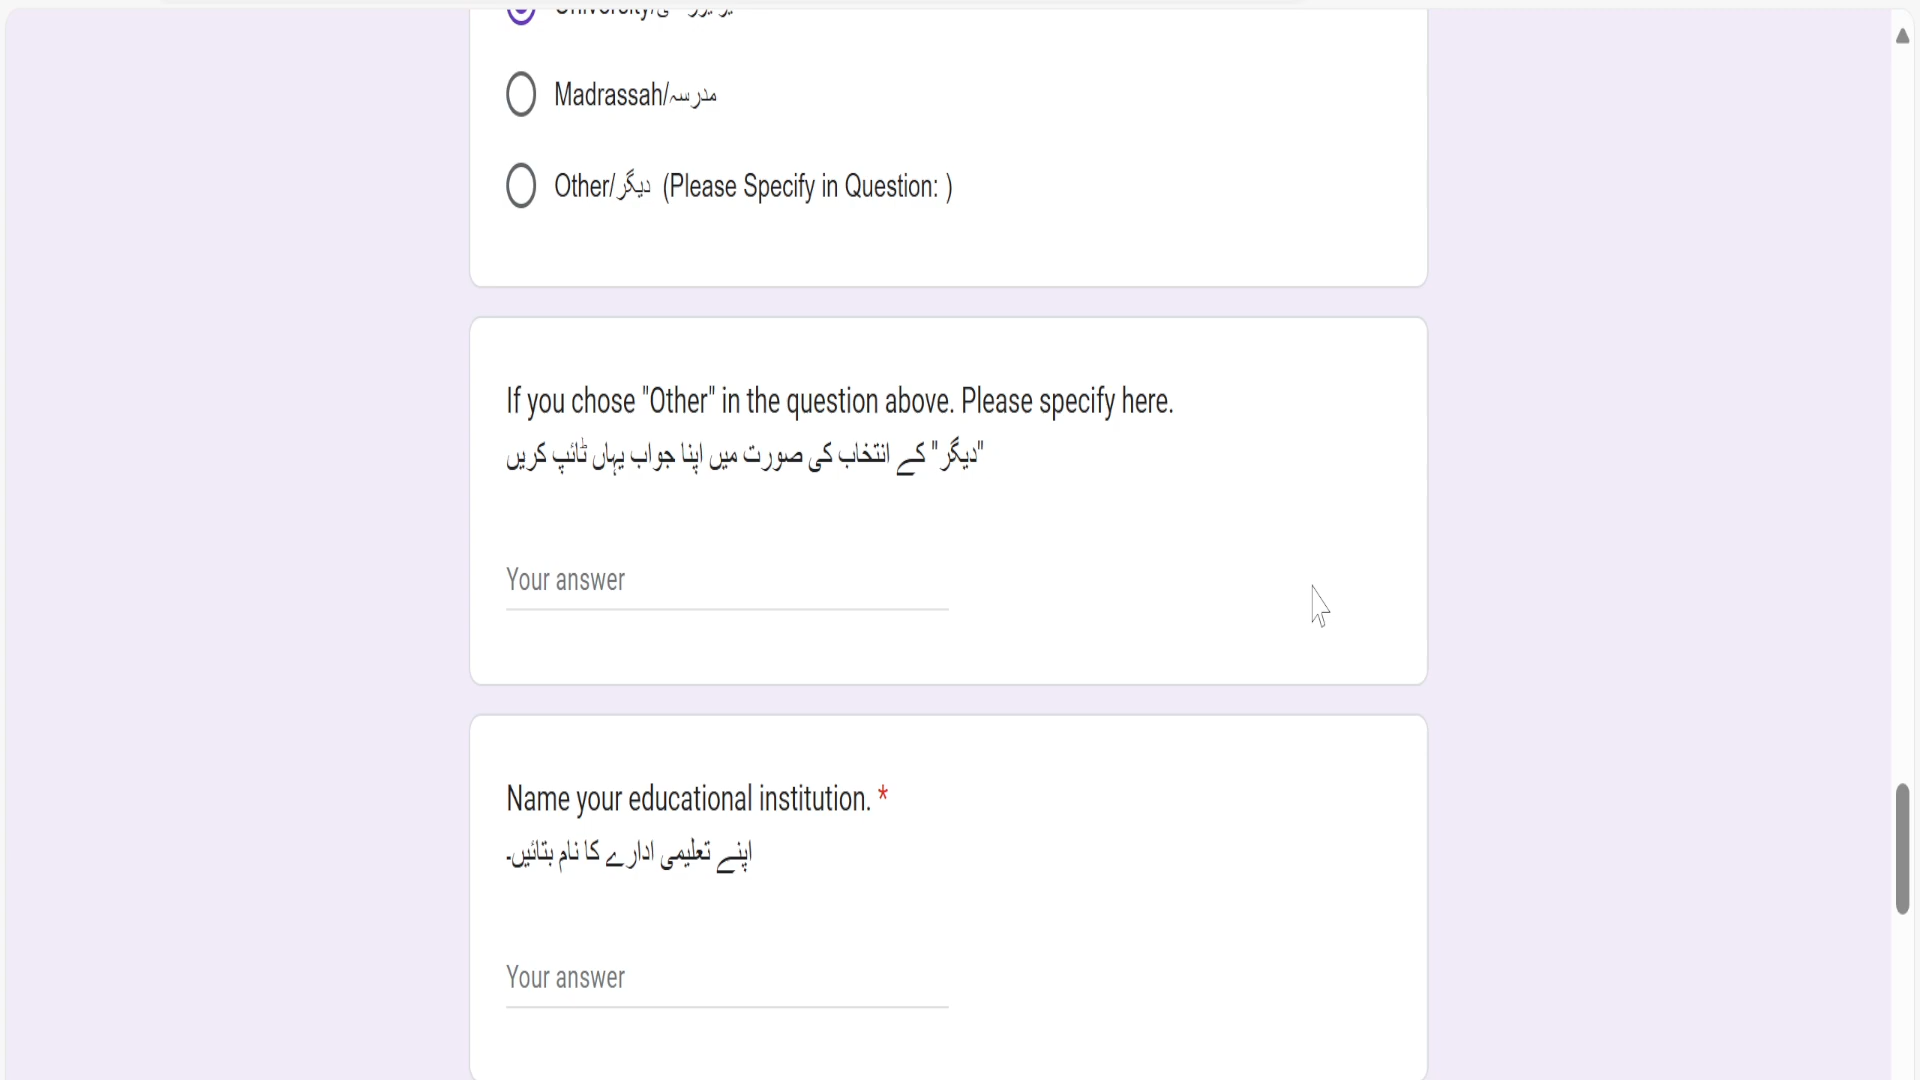 Madrassah/مدرسہ
Other/دیگر (Please Specify in Question: )
If you chose "Other" in the question above. Please specify here.
"دیگر" کے انتخاب کی صورت میں اپنا جواب یہاں ٹائپ کریں
Your answer
Name your educational institution. *
اپنے تعلیمی ادارے کا نام بتائیں۔
Your answer